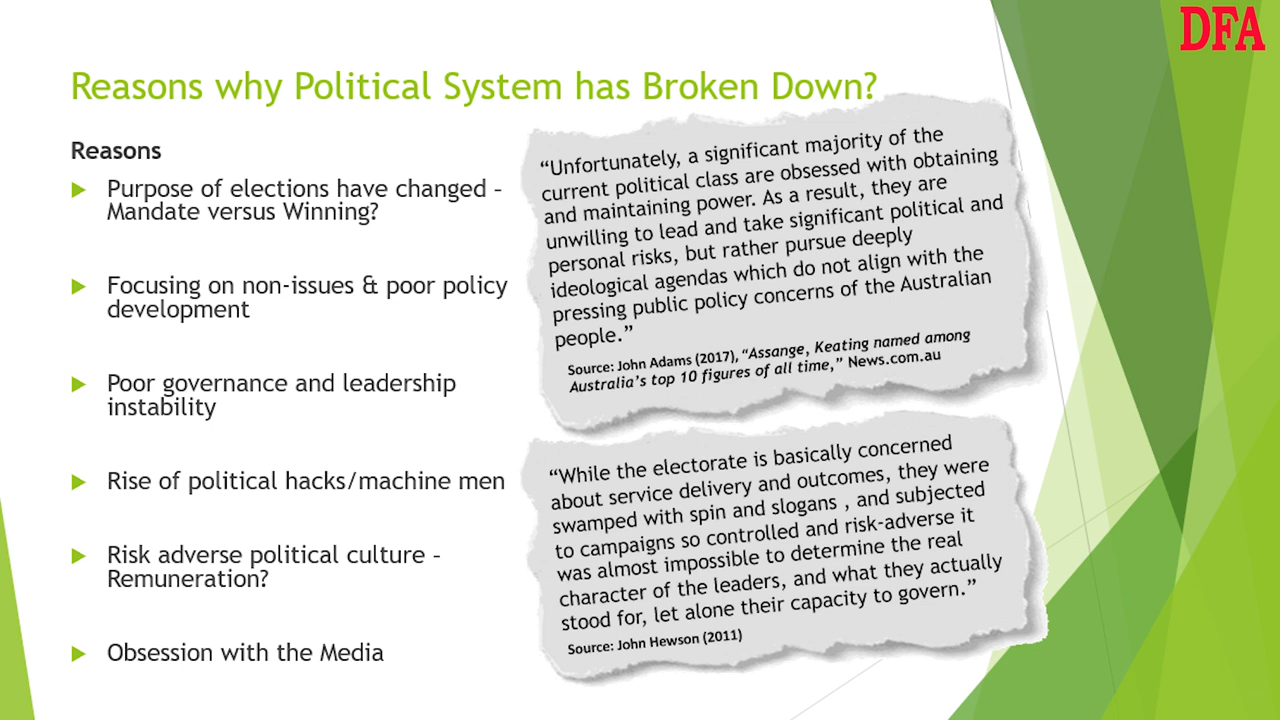 DFA
Reasons why Political System has Broken Down?
Reasons
Purpose of elections have changed –
Mandate versus Winning?
Focusing on non-issues & poor policy
development
Poor governance and leadership
instability
Rise of political hacks/machine men
Risk adverse political culture –
Remuneration?
Obsession with the Media
“Unfortunately, a significant majority of the
current political class are obsessed with obtaining
and maintaining power. As a result, they are
unwilling to lead and take significant political and
personal risks, but rather pursue deeply
ideological agendas which do not align with the
pressing public policy concerns of the Australian
people.”
Source: John Adams (2017), “Assange, Keating named among
Australia’s top 10 figures of all time,” News.com.au
“While the electorate is basically concerned
about service delivery and outcomes, they were
swamped with spin and slogans , and subjected
to campaigns so controlled and risk-adverse it
was almost impossible to determine the real
character of the leaders, and what they actually
stood for, let alone their capacity to govern.”
Source: John Hewson (2011)